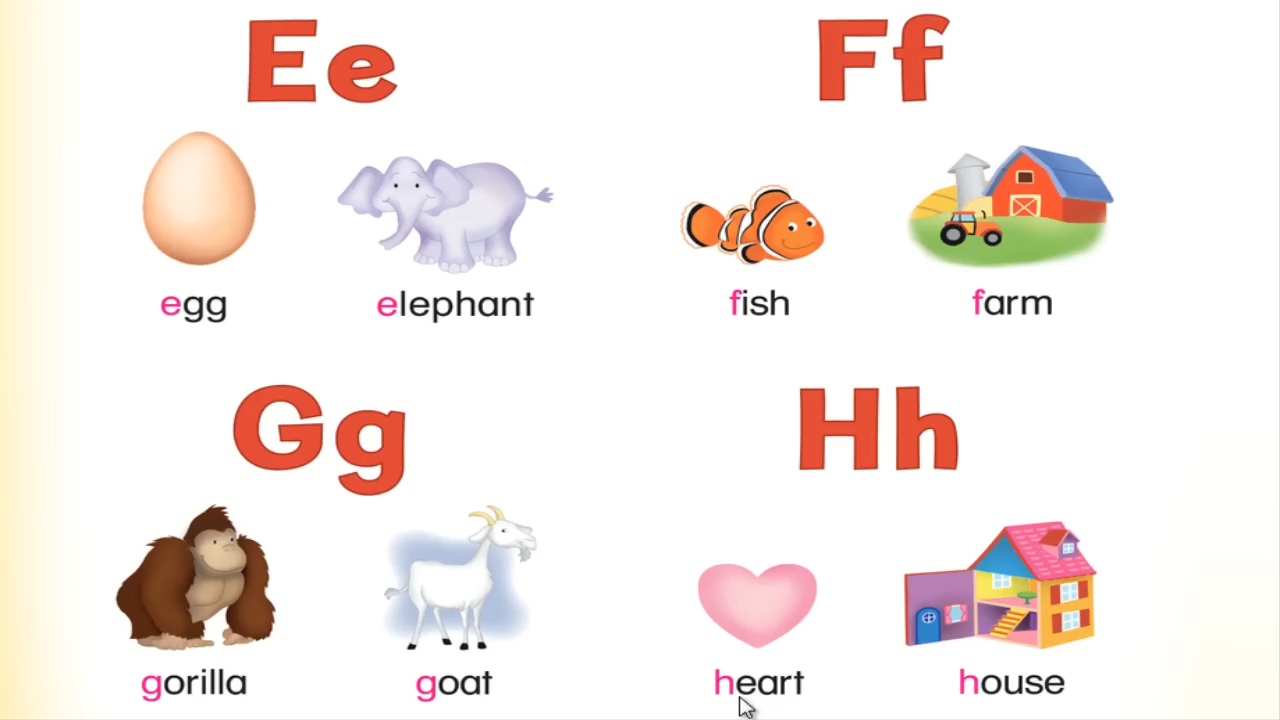 Ee
Ff
egg
elephant
fish
farm
Gg
Hh
gorilla
goat
heart
house